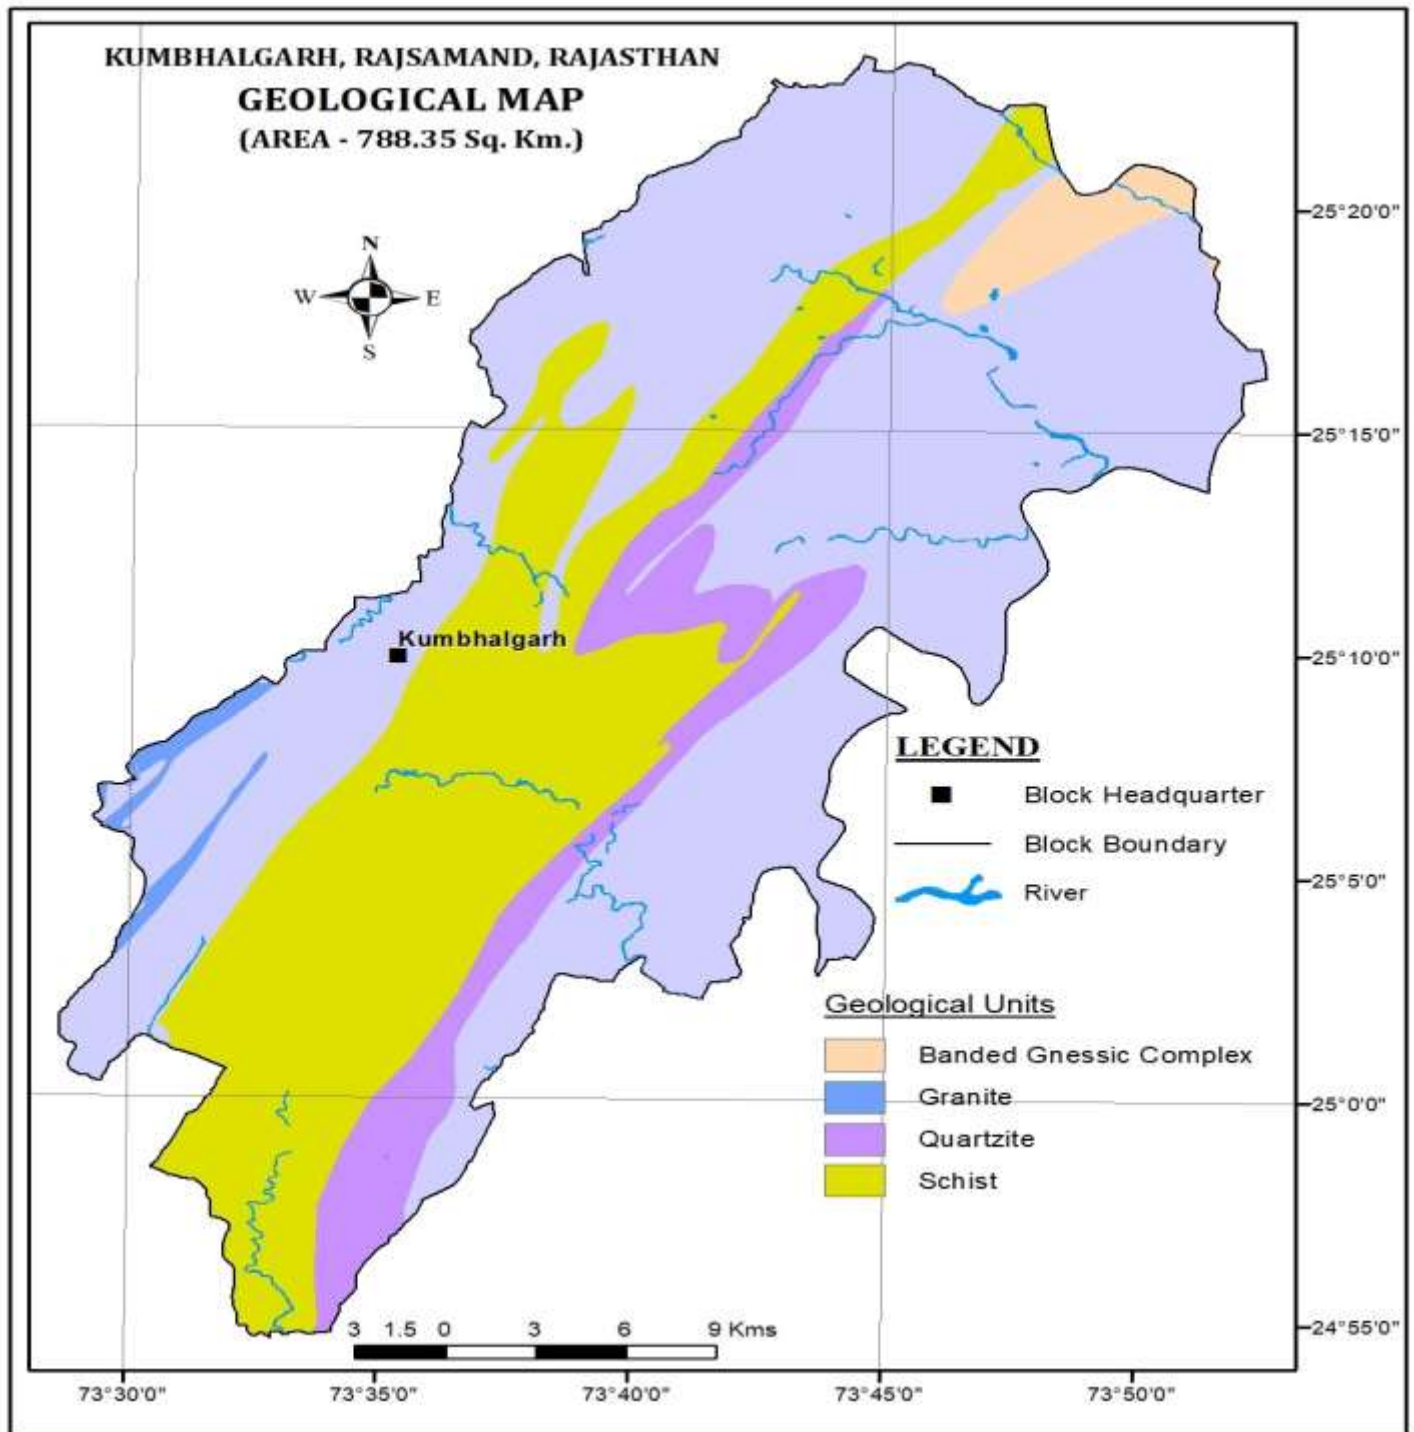 KUMBHALGARH, RAJSAMAND, RAJASTHAN
GEOLOGICAL MAP
(AREA - 788.35 Sq. Km.)
N
W E
S
25°20'0"
25°15'0"
Kumbhalgarh
25°10'0"
LEGEND
Block Headquarter
Block Boundary
River
25°5'0"
Geological Units
Banded Gnessic Complex
Granite
Quartzite
Schist
25°0'0"
24°55'0"
3 1.5 0 3 6 9 Kms
73°30'0" 73°35'0" 73°40'0" 73°45'0" 73°50'0"